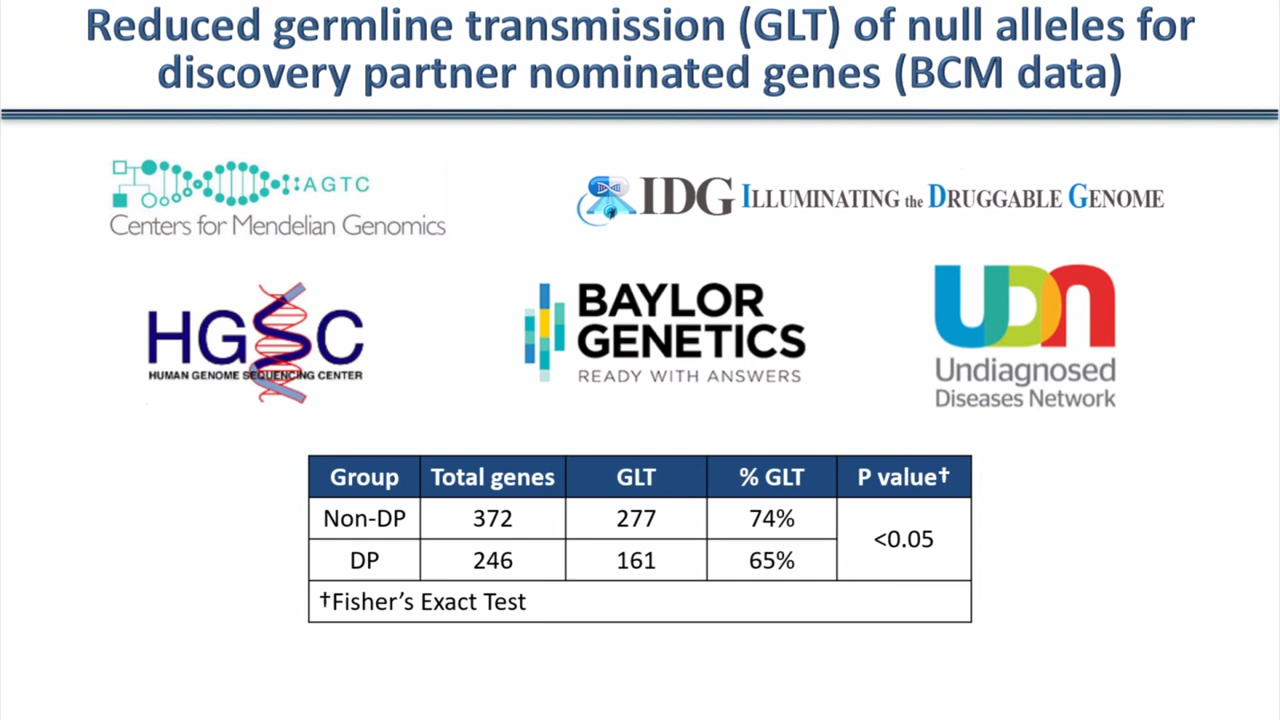 Reduced germline transmission (GLT) of null alleles for
discovery partner nominated genes (BCM data)
AGTC
Centers for Mendelian Genomics
IDG ILLUMINATING the DRUGGABLE GENOME
HGSC
HUMAN GENOME SEQUENCING CENTER
BAYLOR
GENETICS
READY WITH ANSWERS
UDN
Undiagnosed
Diseases Network
Group Total genes GLT % GLT P value†
Non-DP 372 277 74% <0.05
DP 246 161 65%
†Fisher’s Exact Test